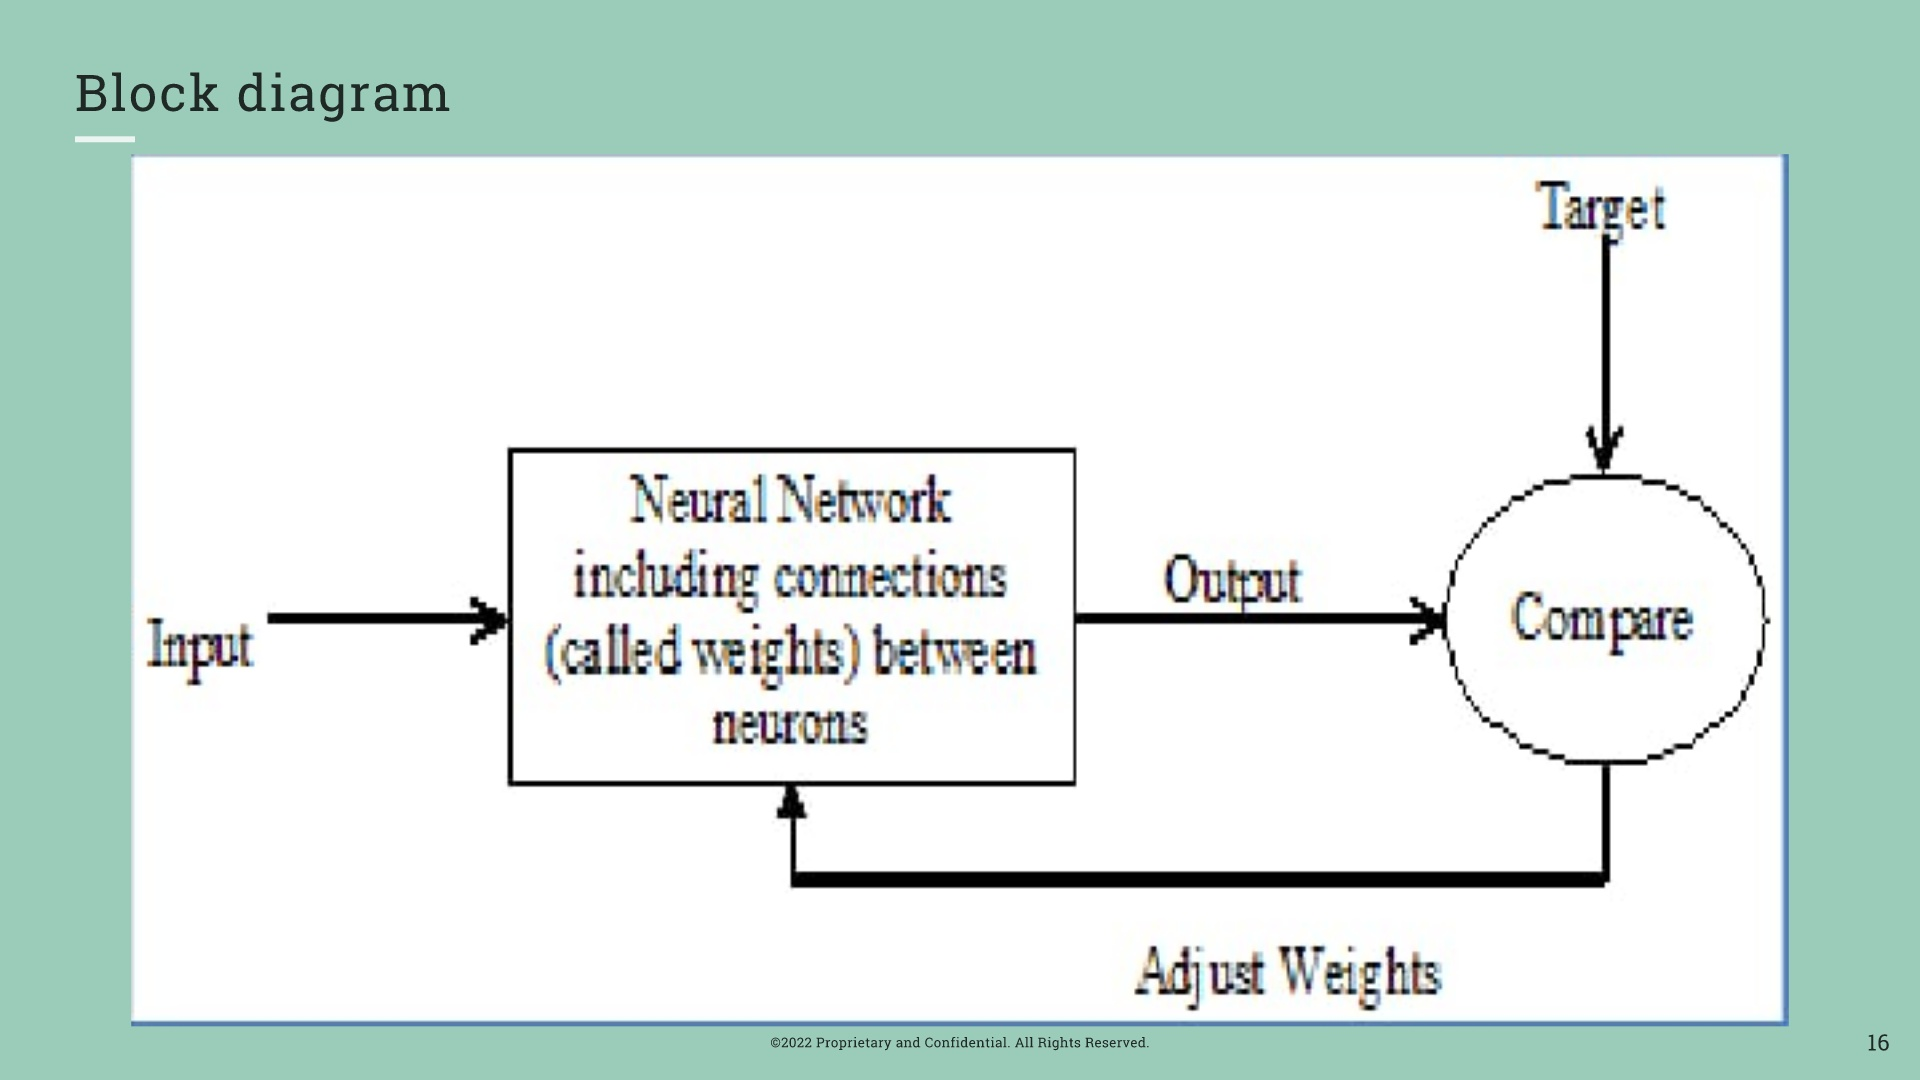 Block diagram
Target
Neural Network
including connections
(called weights) between
neurons
Input
Output
Compare
Adjust Weights
©2022 Proprietary and Confidential. All Rights Reserved.
16